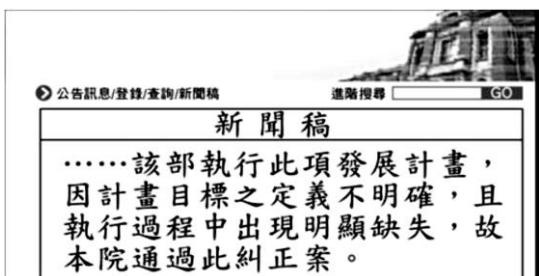 公告訊息/登錄/查詢/新聞稿
進階搜尋 GO
新聞稿
……該部執行此項發展計畫，
因計畫目標之定義不明確，且
執行過程中出現明顯缺失，故
本院通過此糾正案。